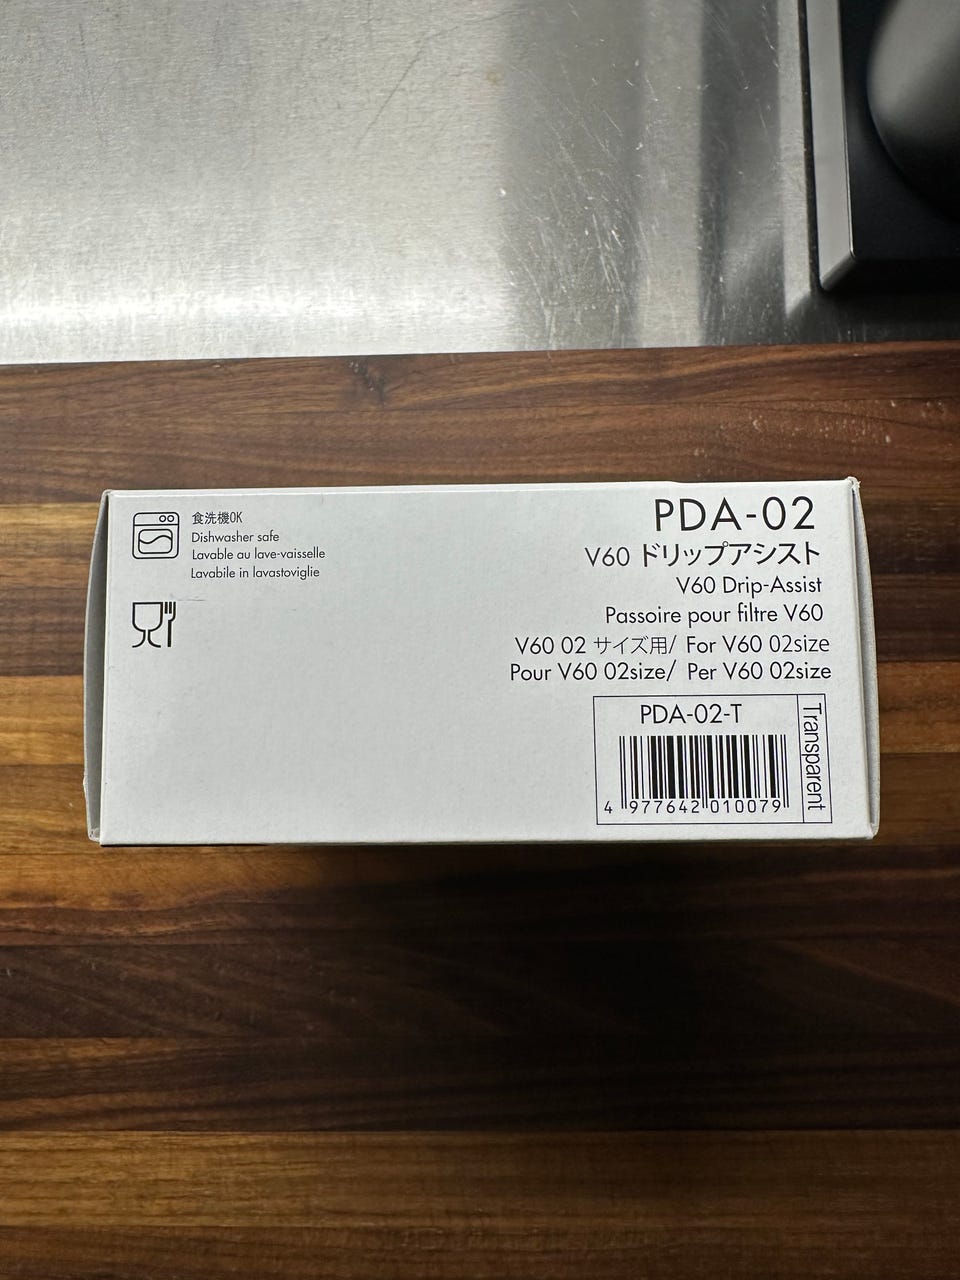 食洗機OK
Dishwasher safe
Lavable au lave-vaisselle
Lavabile in lavastoviglie
PDA-02
V60 ドリップアシスト
V60 Drip-Assist
Passoire pour filtre V60
V60 02 サイズ用/ For V60 02size
Pour V60 02size/ Per V60 02size
PDA-02-T
Transparent
4 977642 010079